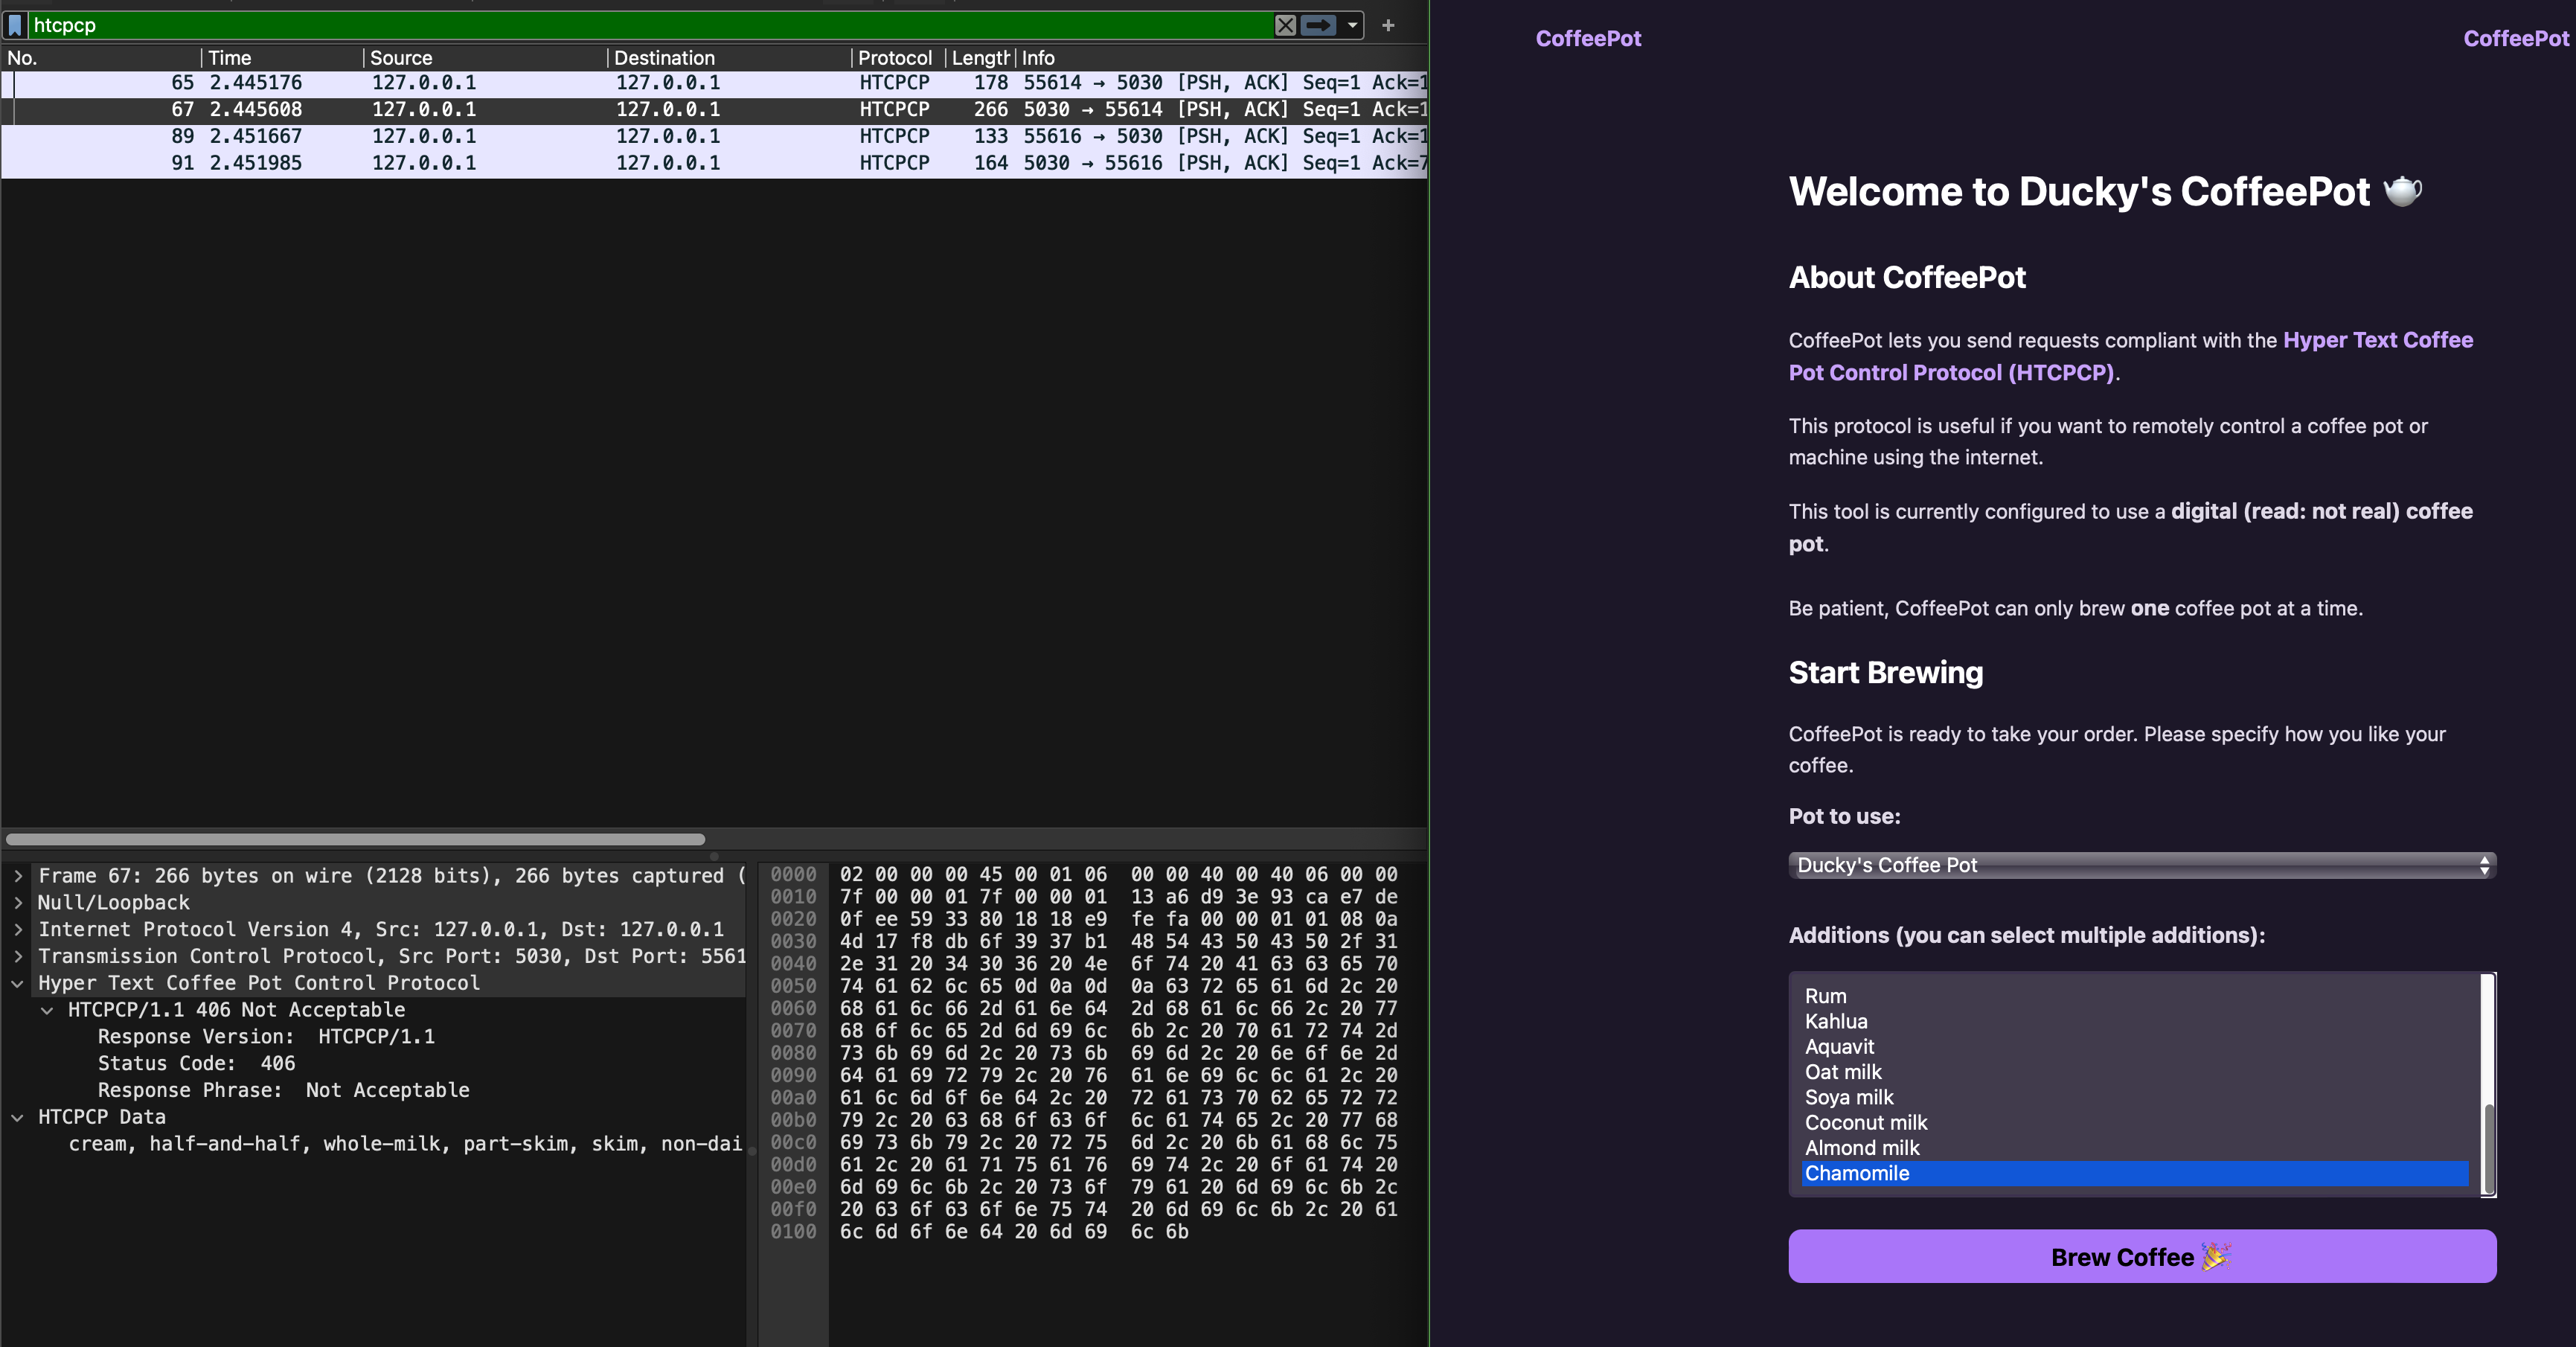 htcpcp
No. Time Source Destination Protocol Length Info
65 2.445176 127.0.0.1 127.0.0.1 HTCPCP 178 55614 → 5030 [PSH, ACK] Seq=1 Ack=1
67 2.445608 127.0.0.1 127.0.0.1 HTCPCP 266 5030 → 55614 [PSH, ACK] Seq=1 Ack=1
89 2.451667 127.0.0.1 127.0.0.1 HTCPCP 133 55616 → 5030 [PSH, ACK] Seq=1 Ack=1
91 2.451985 127.0.0.1 127.0.0.1 HTCPCP 164 5030 → 55616 [PSH, ACK] Seq=1 Ack=7
Frame 67: 266 bytes on wire (2128 bits), 266 bytes captured (
Null/Loopback
Internet Protocol Version 4, Src: 127.0.0.1, Dst: 127.0.0.1
Transmission Control Protocol, Src Port: 5030, Dst Port: 5561
Hyper Text Coffee Pot Control Protocol
HTCPCP/1.1 406 Not Acceptable
Response Version: HTCPCP/1.1
Status Code: 406
Response Phrase: Not Acceptable
HTCPCP Data
cream, half-and-half, whole-milk, part-skim, skim, non-dai
0000 02 00 00 00 45 00 01 06 00 00 40 00 40 06 00 00
0010 7f 00 00 01 7f 00 00 01 13 a6 d9 3e 93 ca e7 de
0020 0f ee 59 33 80 18 18 e9 fe fa 00 00 01 01 08 0a
0030 4d 17 f8 db 6f 39 37 b1 48 54 43 50 43 50 2f 31
0040 2e 31 20 34 30 36 20 4e 6f 74 20 41 63 63 65 70
0050 74 61 62 6c 65 0d 0a 0d 0a 63 72 65 61 6d 2c 20
0060 68 61 6c 66 2d 61 6e 64 2d 68 61 6c 66 2c 20 77
0070 68 6f 6c 65 2d 6d 69 6c 6b 2c 20 70 61 72 74 2d
0080 73 6b 69 6d 2c 20 73 6b 69 6d 2c 20 6e 6f 6e 2d
0090 64 61 69 72 79 2c 20 76 61 6e 69 6c 6c 61 2c 20
00a0 61 6c 6d 6f 6e 64 2c 20 72 61 73 70 62 65 72 72
00b0 79 2c 20 63 68 6f 63 6f 6c 61 74 65 2c 20 77 68
00c0 69 73 6b 79 2c 20 72 75 6d 2c 20 6b 61 68 6c 75
00d0 61 2c 20 61 71 75 61 76 69 74 2c 20 6f 61 74 20
00e0 6d 69 6c 6b 2c 20 73 6f 79 61 20 6d 69 6c 6b 2c
00f0 20 63 6f 63 6f 6e 75 74 20 6d 69 6c 6b 2c 20 61
0100 6c 6d 6f 6e 64 20 6d 69 6c 6b
CoffeePot CoffeePot
Welcome to Ducky's CoffeePot 🫖
About CoffeePot
CoffeePot lets you send requests compliant with the Hyper Text Coffee
Pot Control Protocol (HTCPCP).
This protocol is useful if you want to remotely control a coffee pot or
machine using the internet.
This tool is currently configured to use a digital (read: not real) coffee
pot.
Be patient, CoffeePot can only brew one coffee pot at a time.
Start Brewing
CoffeePot is ready to take your order. Please specify how you like your
coffee.
Pot to use:
Ducky's Coffee Pot
Additions (you can select multiple additions):
Rum
Kahlua
Aquavit
Oat milk
Soya milk
Coconut milk
Almond milk
Chamomile
Brew Coffee 🎉